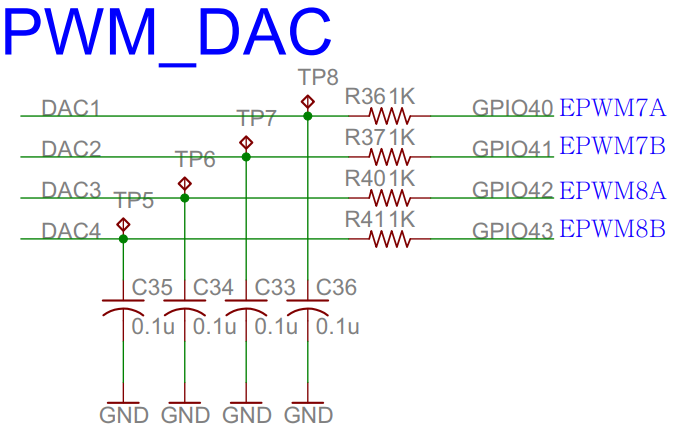 PWM_DAC
TP8
DAC1 R36 1K GPIO40 EPWM7A
TP7
DAC2 R37 1K GPIO41 EPWM7B
TP6
DAC3 R40 1K GPIO42 EPWM8A
TP5
DAC4 R41 1K GPIO43 EPWM8B
C35 C34 C33 C36
0.1u 0.1u 0.1u 0.1u
GND GND GND GND